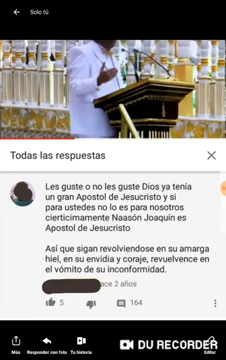 Solo tú
Todas las respuestas
Les guste o no les guste Dios ya tenía
un gran Apostol de Jesucristo y si
para ustedes no lo es para nosotros
cierticimamente Naasón Joaquín es
Apostol de Jesucristo
Así que sigan revolviendose en su amarga
hiel, en su envidia y coraje, revuelvence en
el vómito de su inconformidad.
ace 2 años
5
164
Más
Responder con foto
Tu historia
Editar
DU RECORDER